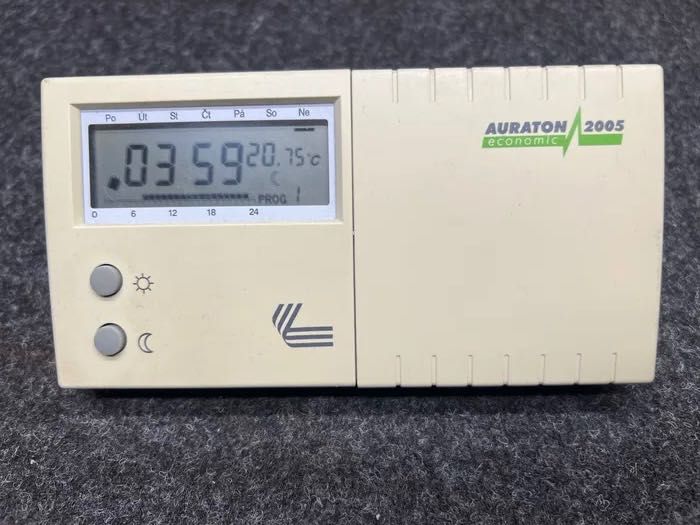 Po Út St Čt Pá So Ne
03 59 20.75°C
PROG 1
0 6 12 18 24
AURATON 2005
economic